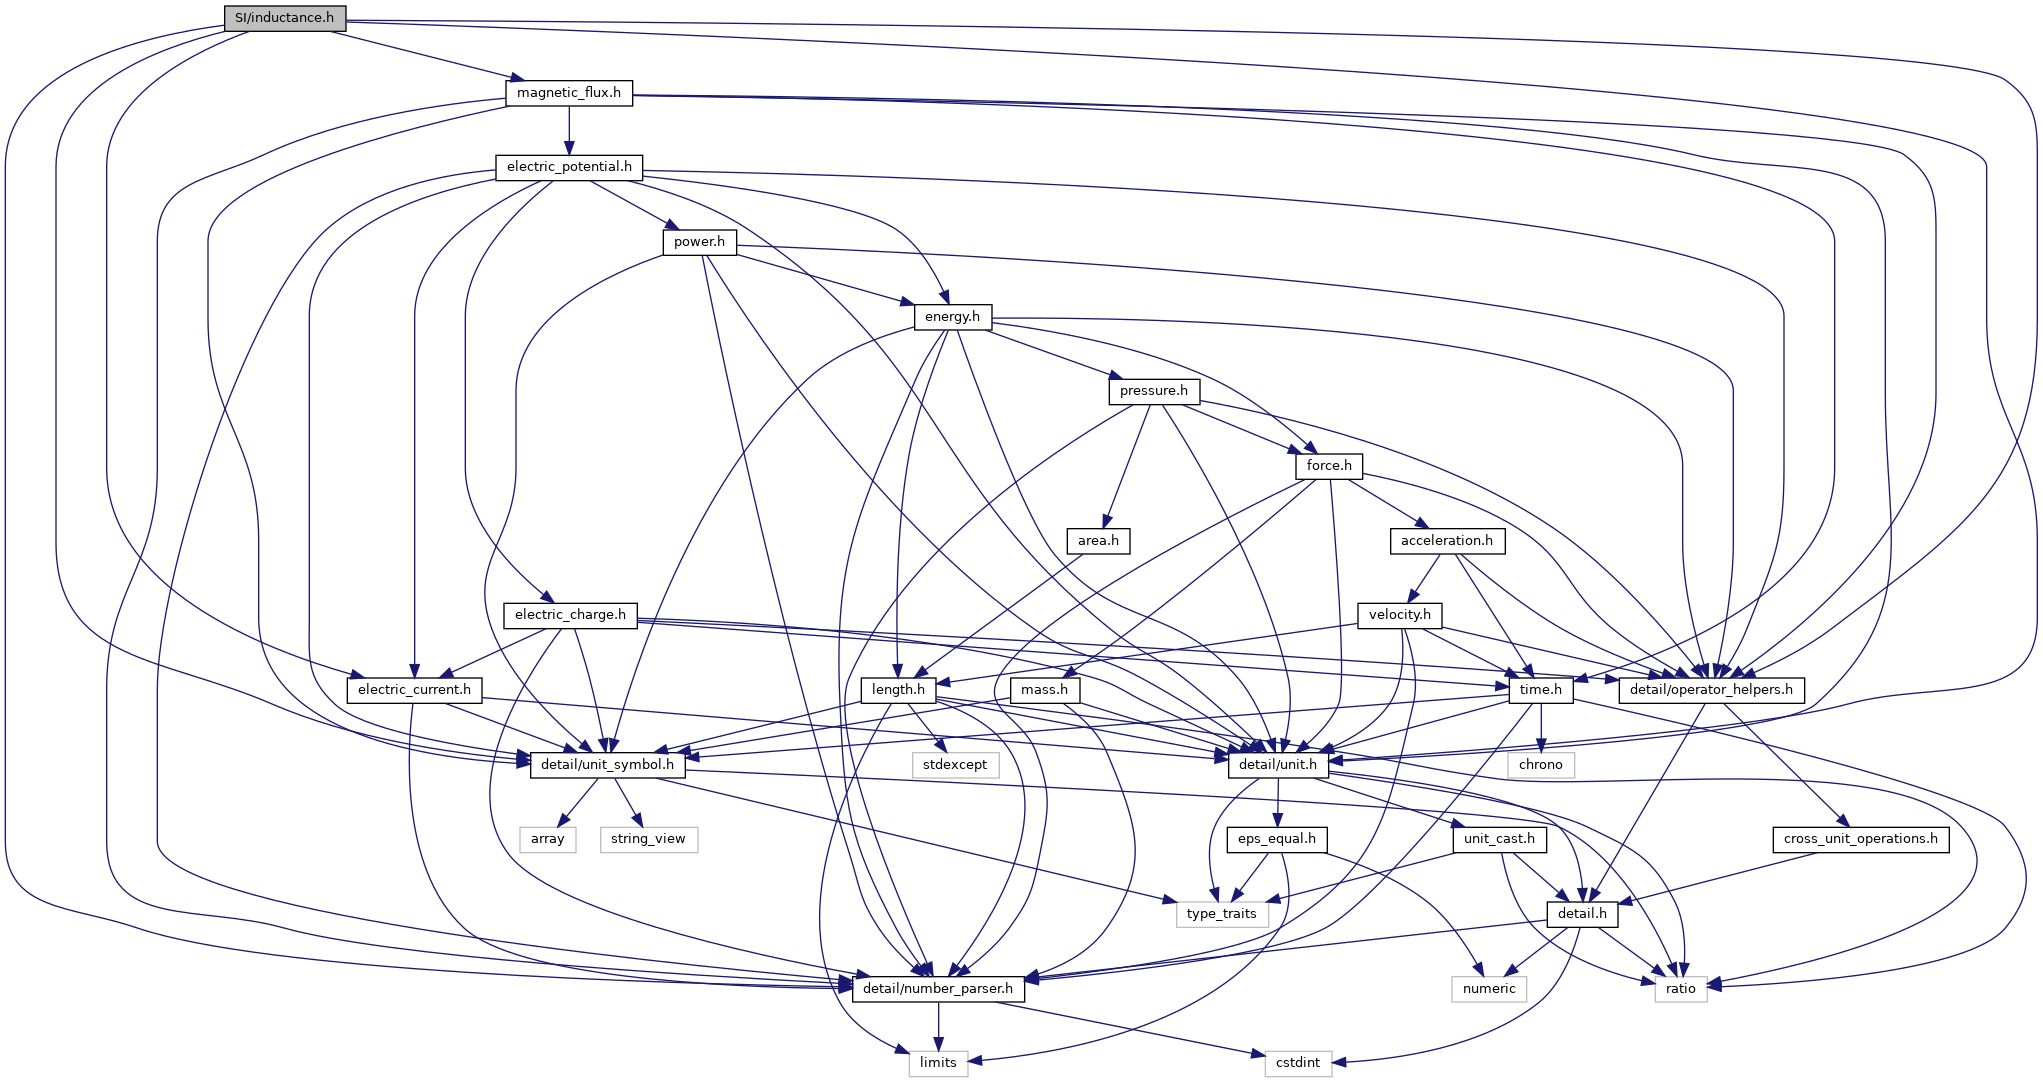 SI/inductance.h
magnetic_flux.h
electric_potential.h
power.h
energy.h
pressure.h
force.h
area.h
acceleration.h
electric_charge.h
velocity.h
electric_current.h
length.h
mass.h
time.h
detail/operator_helpers.h
detail/unit_symbol.h
stdexcept
detail/unit.h
chrono
array
string_view
eps_equal.h
unit_cast.h
cross_unit_operations.h
type_traits
detail.h
detail/number_parser.h
numeric
ratio
limits
cstdint